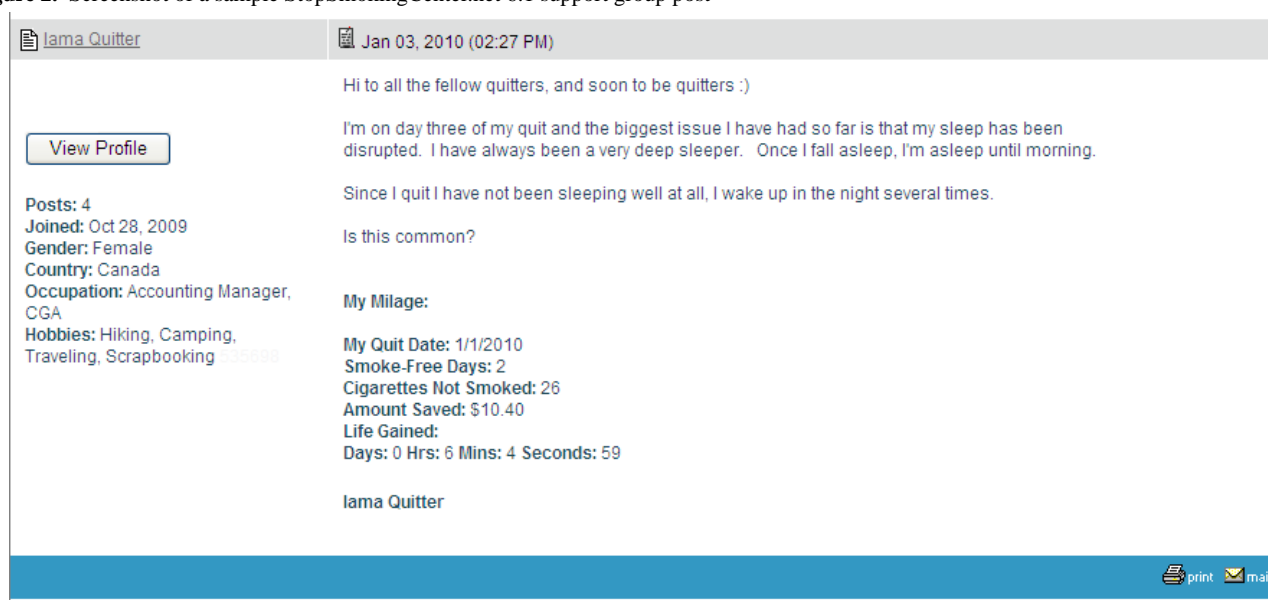 Iama Quitter
Jan 03, 2010 (02:27 PM)
View Profile
Posts: 4
Joined: Oct 28, 2009
Gender: Female
Country: Canada
Occupation: Accounting Manager,
CGA
Hobbies: Hiking, Camping,
Traveling, Scrapbooking
Hi to all the fellow quitters, and soon to be quitters :)
I'm on day three of my quit and the biggest issue I have had so far is that my sleep has been
disrupted. I have always been a very deep sleeper. Once I fall asleep, I'm asleep until morning.
Since I quit I have not been sleeping well at all, I wake up in the night several times.
Is this common?
My Milage:
My Quit Date: 1/1/2010
Smoke-Free Days: 2
Cigarettes Not Smoked: 26
Amount Saved: $10.40
Life Gained:
Days: 0 Hrs: 6 Mins: 4 Seconds: 59
Iama Quitter
print mai